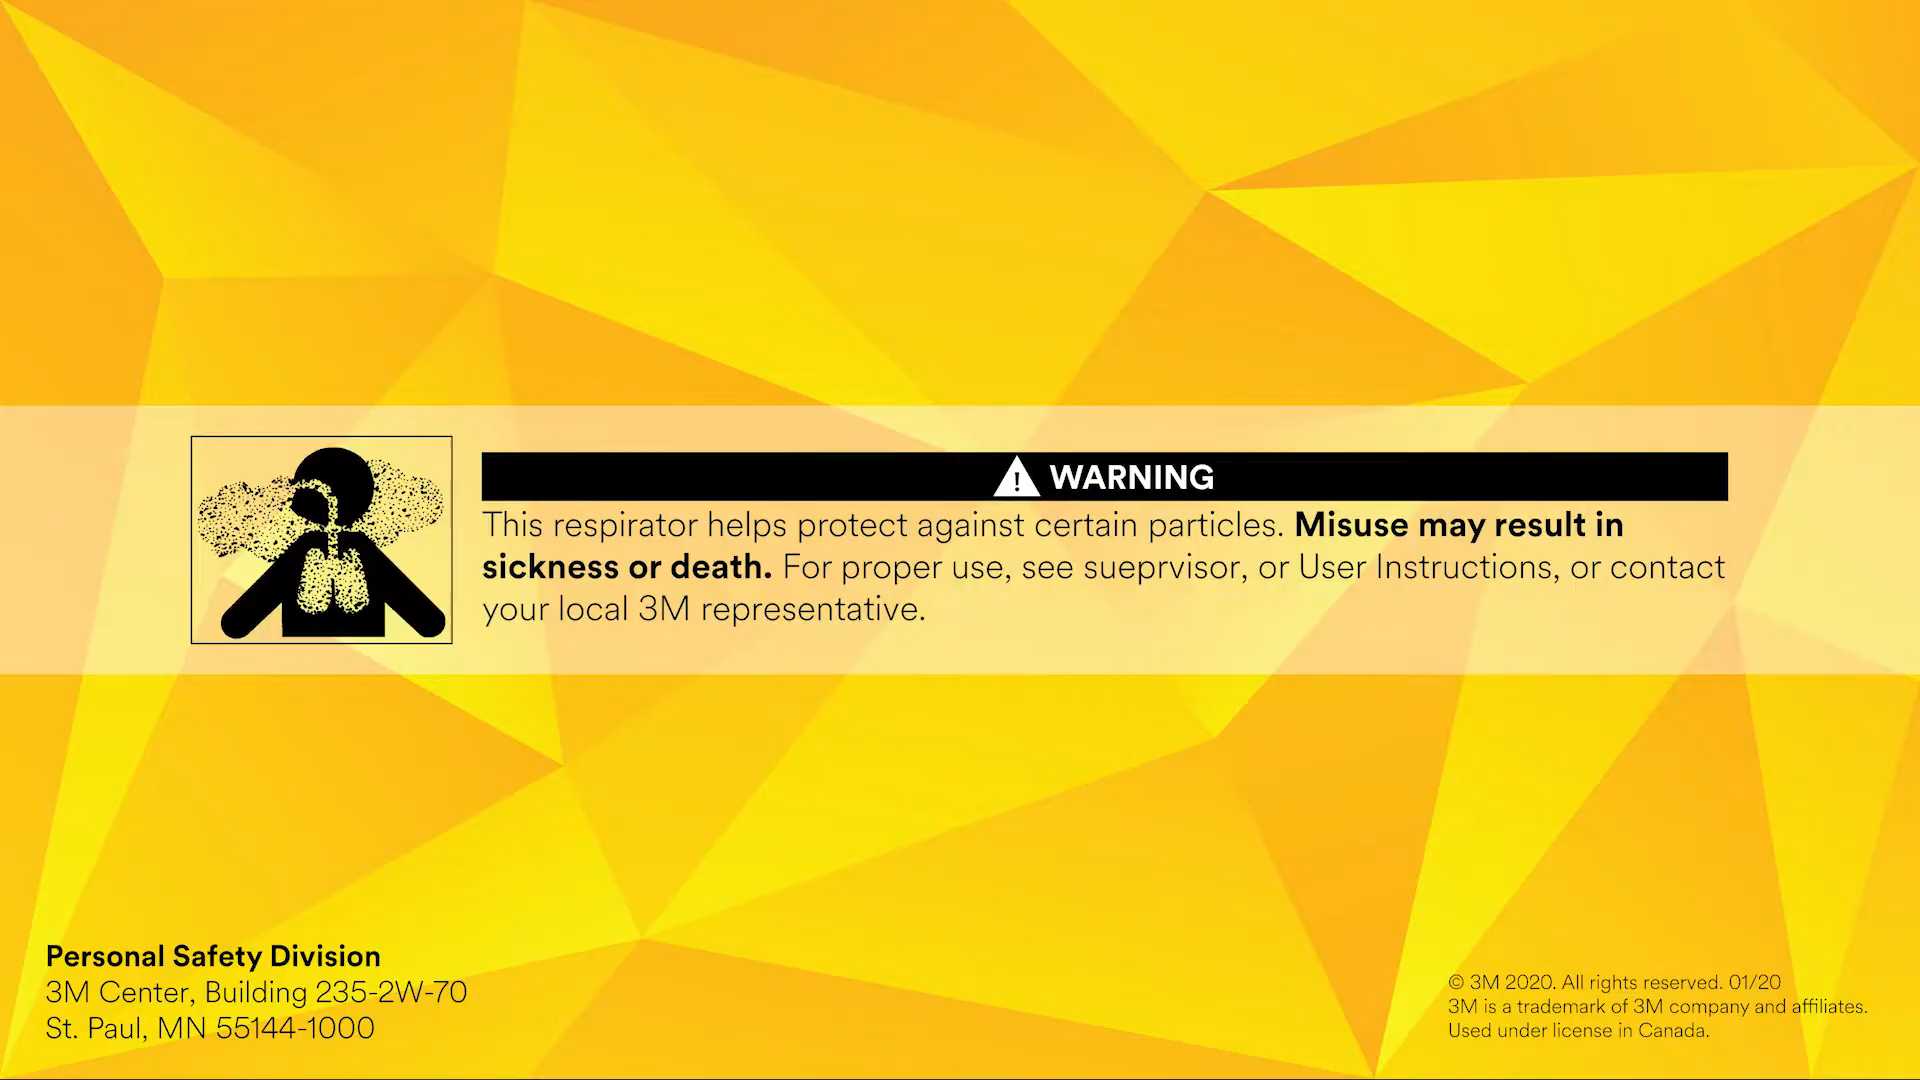 WARNING
This respirator helps protect against certain particles. Misuse may result in
sickness or death. For proper use, see sueprvisor, or User Instructions, or contact
your local 3M representative.
Personal Safety Division
3M Center, Building 235-2W-70
St. Paul, MN 55144-1000
© 3M 2020. All rights reserved. 01/20
3M is a trademark of 3M company and affiliates.
Used under license in Canada.